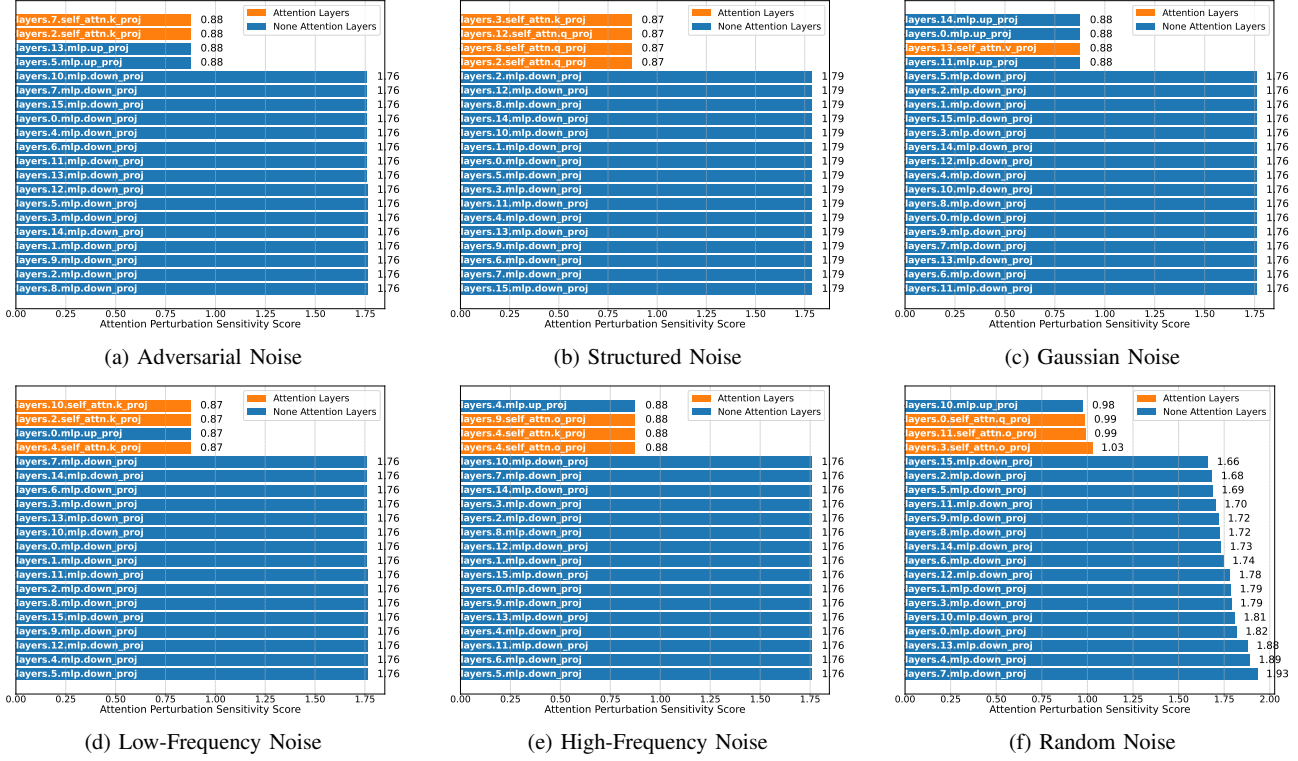 layers.7.self_attn.k_proj 0.88
layers.2.self_attn.k_proj 0.88
layers.13.mlp.up_proj 0.88
layers.5.mlp.up_proj 0.88
layers.10.mlp.down_proj 1.76
layers.7.mlp.down_proj 1.76
layers.15.mlp.down_proj 1.76
layers.0.mlp.down_proj 1.76
layers.4.mlp.down_proj 1.76
layers.6.mlp.down_proj 1.76
layers.11.mlp.down_proj 1.76
layers.13.mlp.down_proj 1.76
layers.12.mlp.down_proj 1.76
layers.5.mlp.down_proj 1.76
layers.3.mlp.down_proj 1.76
layers.14.mlp.down_proj 1.76
layers.1.mlp.down_proj 1.76
layers.9.mlp.down_proj 1.76
layers.2.mlp.down_proj 1.76
layers.8.mlp.down_proj 1.76
Attention Layers
None Attention Layers
0.00 0.25 0.50 0.75 1.00 1.25 1.50 1.75
Attention Perturbation Sensitivity Score
(a) Adversarial Noise
layers.3.self_attn.k_proj 0.87
layers.12.self_attn.q_proj 0.87
layers.8.self_attn.q_proj 0.87
layers.2.self_attn.q_proj 0.87
layers.2.mlp.down_proj 1.79
layers.12.mlp.down_proj 1.79
layers.8.mlp.down_proj 1.79
layers.14.mlp.down_proj 1.79
layers.10.mlp.down_proj 1.79
layers.1.mlp.down_proj 1.79
layers.0.mlp.down_proj 1.79
layers.5.mlp.down_proj 1.79
layers.3.mlp.down_proj 1.79
layers.11.mlp.down_proj 1.79
layers.4.mlp.down_proj 1.79
layers.13.mlp.down_proj 1.79
layers.9.mlp.down_proj 1.79
layers.6.mlp.down_proj 1.79
layers.7.mlp.down_proj 1.79
layers.15.mlp.down_proj 1.79
Attention Layers
None Attention Layers
0.00 0.25 0.50 0.75 1.00 1.25 1.50 1.75
Attention Perturbation Sensitivity Score
(b) Structured Noise
layers.14.mlp.up_proj 0.88
layers.0.mlp.up_proj 0.88
layers.13.self_attn.v_proj 0.88
layers.11.mlp.up_proj 0.88
layers.5.mlp.down_proj 1.76
layers.2.mlp.down_proj 1.76
layers.1.mlp.down_proj 1.76
layers.15.mlp.down_proj 1.76
layers.3.mlp.down_proj 1.76
layers.14.mlp.down_proj 1.76
layers.12.mlp.down_proj 1.76
layers.4.mlp.down_proj 1.76
layers.10.mlp.down_proj 1.76
layers.8.mlp.down_proj 1.76
layers.0.mlp.down_proj 1.76
layers.9.mlp.down_proj 1.76
layers.7.mlp.down_proj 1.76
layers.13.mlp.down_proj 1.76
layers.6.mlp.down_proj 1.76
layers.11.mlp.down_proj 1.76
Attention Layers
None Attention Layers
0.00 0.25 0.50 0.75 1.00 1.25 1.50 1.75
Attention Perturbation Sensitivity Score
(c) Gaussian Noise
layers.10.self_attn.k_proj 0.87
layers.2.self_attn.k_proj 0.87
layers.0.mlp.up_proj 0.87
layers.4.self_attn.k_proj 0.87
layers.7.mlp.down_proj 1.76
layers.14.mlp.down_proj 1.76
layers.6.mlp.down_proj 1.76
layers.3.mlp.down_proj 1.76
layers.13.mlp.down_proj 1.76
layers.10.mlp.down_proj 1.76
layers.0.mlp.down_proj 1.76
layers.1.mlp.down_proj 1.76
layers.11.mlp.down_proj 1.76
layers.2.mlp.down_proj 1.76
layers.8.mlp.down_proj 1.76
layers.15.mlp.down_proj 1.76
layers.9.mlp.down_proj 1.76
layers.12.mlp.down_proj 1.76
layers.4.mlp.down_proj 1.76
layers.5.mlp.down_proj 1.76
Attention Layers
None Attention Layers
0.00 0.25 0.50 0.75 1.00 1.25 1.50 1.75
Attention Perturbation Sensitivity Score
(d) Low-Frequency Noise
layers.4.mlp.up_proj 0.88
layers.9.self_attn.o_proj 0.88
layers.4.self_attn.k_proj 0.88
layers.4.self_attn.o_proj 0.88
layers.10.mlp.down_proj 1.76
layers.7.mlp.down_proj 1.76
layers.14.mlp.down_proj 1.76
layers.3.mlp.down_proj 1.76
layers.2.mlp.down_proj 1.76
layers.8.mlp.down_proj 1.76
layers.12.mlp.down_proj 1.76
layers.1.mlp.down_proj 1.76
layers.15.mlp.down_proj 1.76
layers.0.mlp.down_proj 1.76
layers.9.mlp.down_proj 1.76
layers.13.mlp.down_proj 1.76
layers.4.mlp.down_proj 1.76
layers.11.mlp.down_proj 1.76
layers.6.mlp.down_proj 1.76
layers.5.mlp.down_proj 1.76
Attention Layers
None Attention Layers
0.00 0.25 0.50 0.75 1.00 1.25 1.50 1.75
Attention Perturbation Sensitivity Score
(e) High-Frequency Noise
layers.10.mlp.up_proj 0.98
layers.0.self_attn.q_proj 0.99
layers.11.self_attn.o_proj 0.99
layers.3.self_attn.o_proj 1.03
layers.15.mlp.down_proj 1.66
layers.2.mlp.down_proj 1.68
layers.5.mlp.down_proj 1.69
layers.11.mlp.down_proj 1.70
layers.9.mlp.down_proj 1.72
layers.8.mlp.down_proj 1.72
layers.14.mlp.down_proj 1.73
layers.6.mlp.down_proj 1.74
layers.12.mlp.down_proj 1.78
layers.1.mlp.down_proj 1.79
layers.3.mlp.down_proj 1.79
layers.10.mlp.down_proj 1.81
layers.0.mlp.down_proj 1.82
layers.13.mlp.down_proj 1.88
layers.4.mlp.down_proj 1.89
layers.7.mlp.down_proj 1.93
Attention Layers
None Attention Layers
0.00 0.25 0.50 0.75 1.00 1.25 1.50 1.75 2.00
Attention Perturbation Sensitivity Score
(f) Random Noise